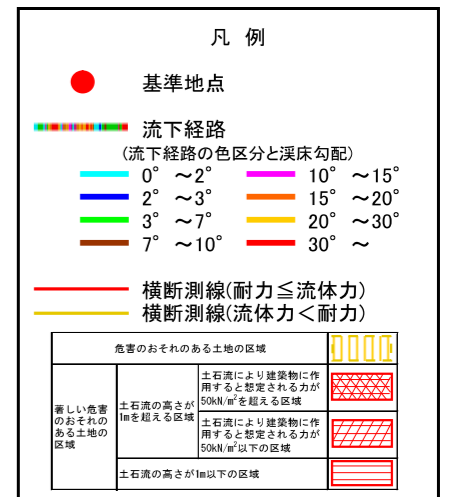 凡 例
基準地点
流下経路
(流下経路の色区分と渓床勾配)
0° ～2° 10° ～15°
2° ～3° 15° ～20°
3° ～7° 20° ～30°
7° ～10° 30° ～
横断測線(耐力≦流体力)
横断測線(流体力＜耐力)
危害のおそれのある土地の区域
著しい危害
のおそれの
ある土地の
区域
土石流の高さが
1mを超える区域
土石流により建築物に作
用すると想定される力が
50kN/m²を超える区域
土石流により建築物に作
用すると想定される力が
50kN/m²以下の区域
土石流の高さが1m以下の区域